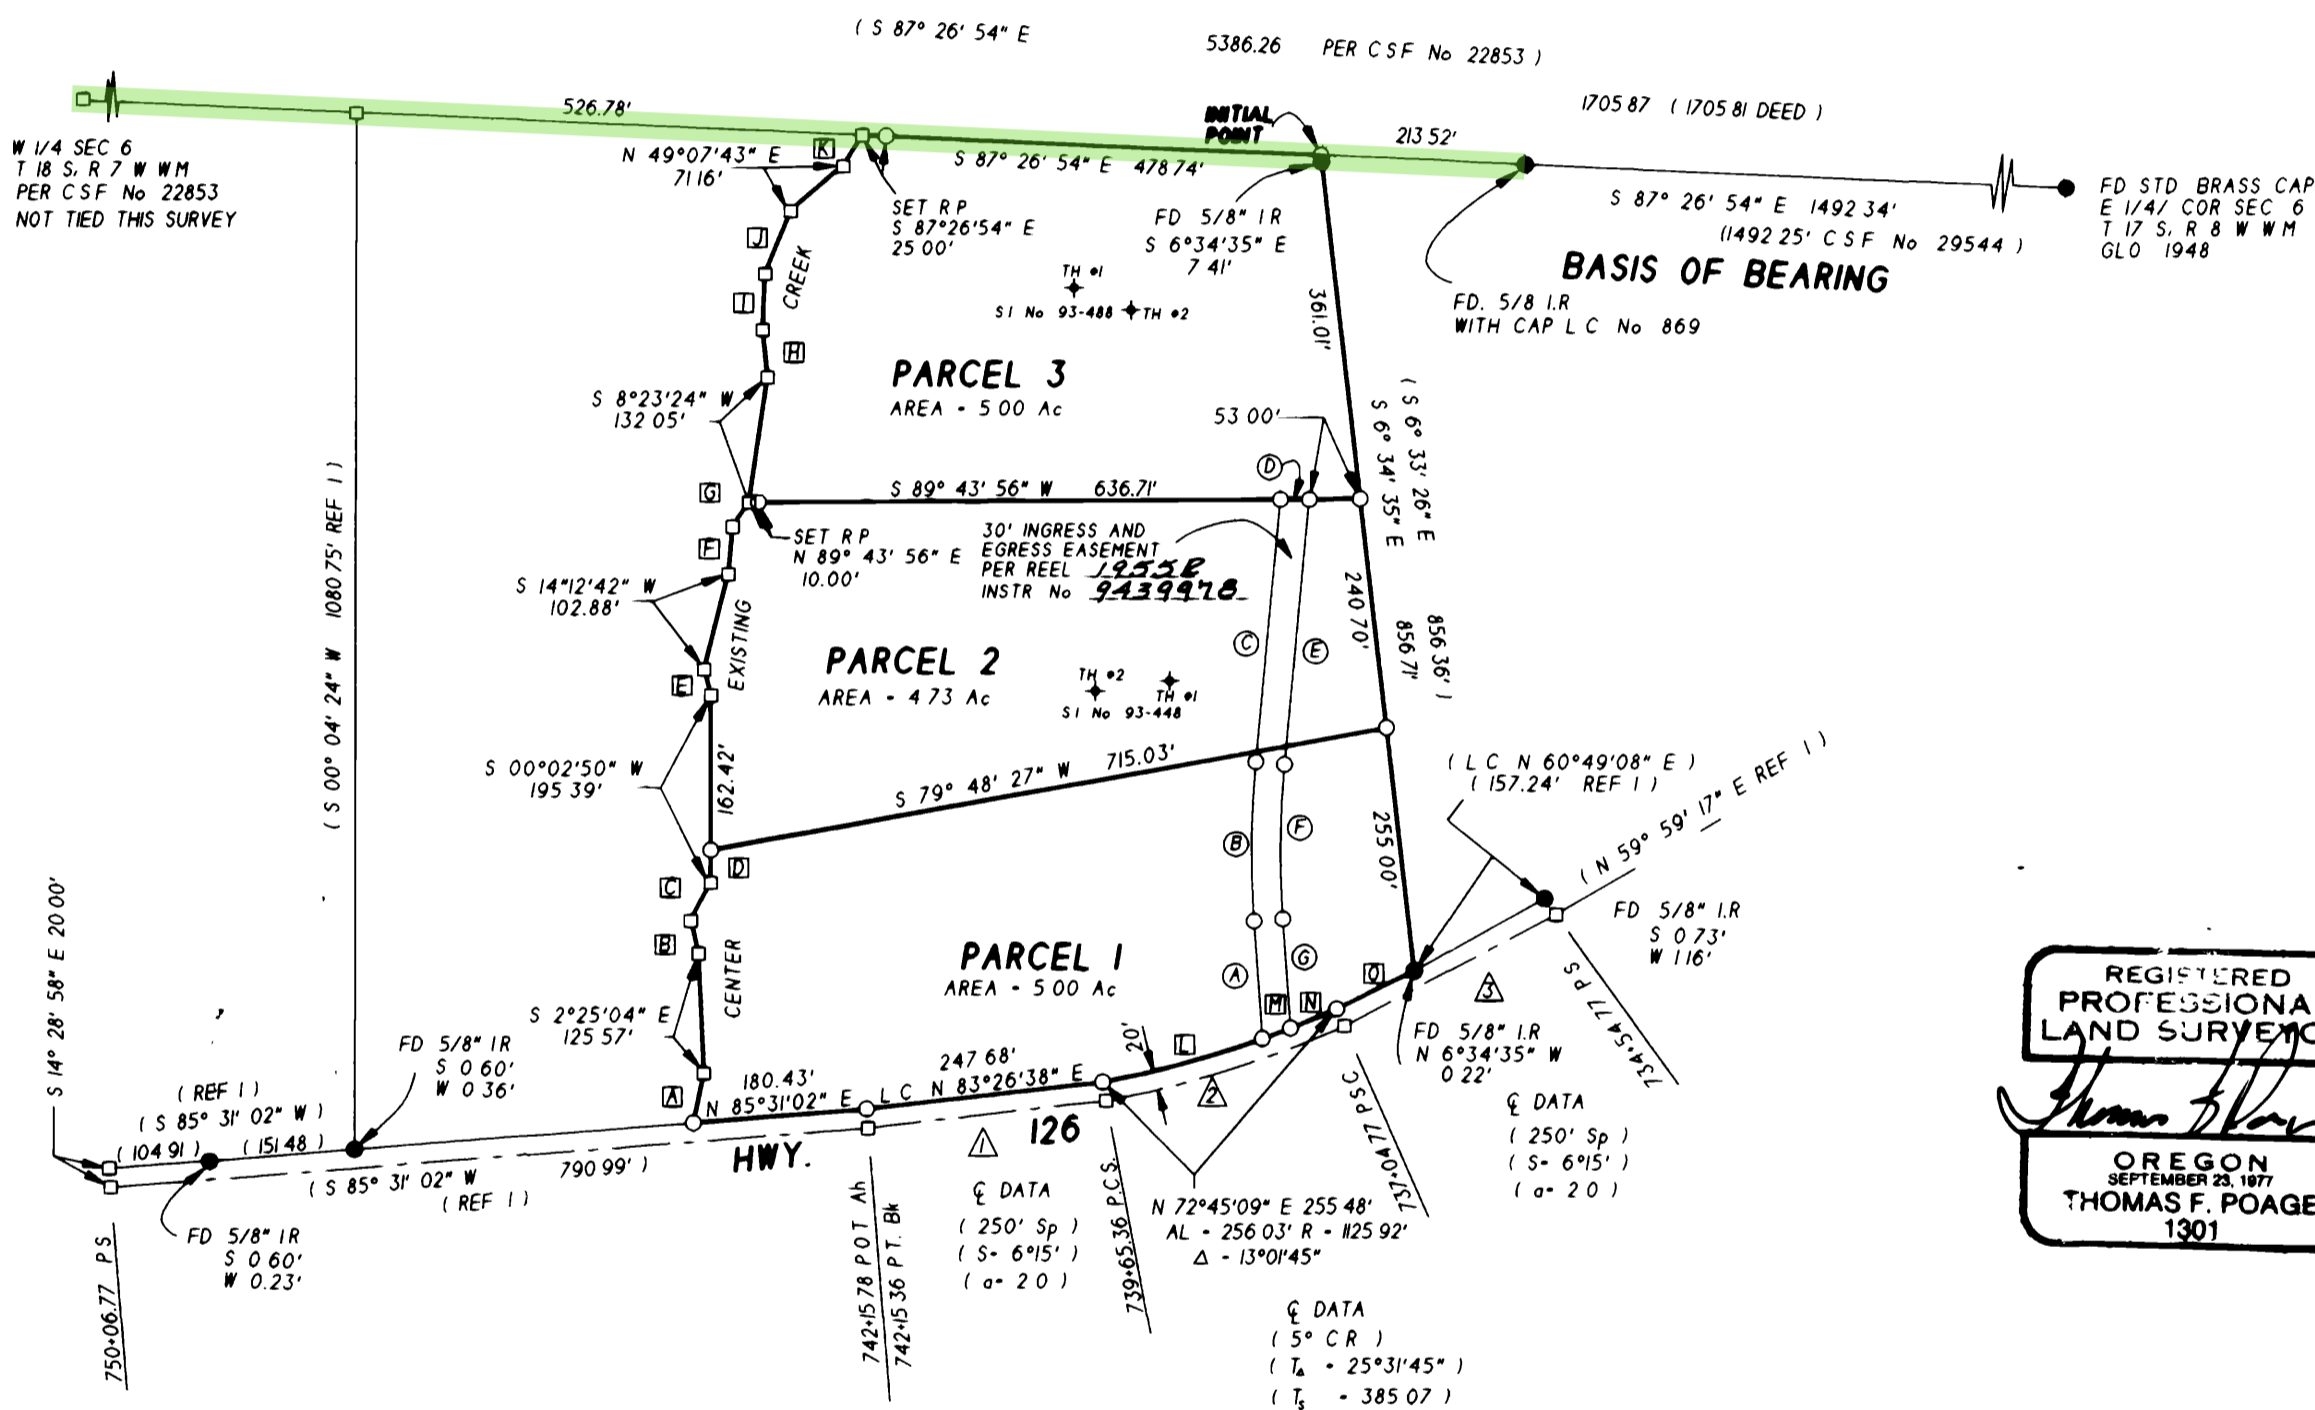 ( S 87° 26' 54" E 5386.26 PER CSF No 22853 )
526.78'
INITIAL
POINT
213 52'
1705 87 ( 1705 81 DEED )
W 1/4 SEC 6
T 18 S, R 7 W WM
PER CSF No 22853
NOT TIED THIS SURVEY
N 49°07'43" E
71 16'
K
S 87° 26' 54" E 478 74'
SET R P
S 87°26'54" E
25 00'
FD 5/8" I R
S 6°34'35" E
7 41'
S 87° 26' 54" E 1492 34'
(1492 25' CSF No 29544 )
BASIS OF BEARING
FD STD BRASS CAP
E 1/4/ COR SEC 6
T 17 S, R 8 W WM
GLO 1948
FD. 5/8 I.R
WITH CAP L C No 869
J
I
H
CREEK
TH #1
S I No 93-488
TH #2
361.01'
PARCEL 3
AREA - 5 00 Ac
S 8°23'24" W
132 05'
53 00'
( S 6° 33' 26" E
S 6° 34' 35" E
D
G
S 89° 43' 56" W 636.71'
( S 00° 04' 24" W 1080 75' REF 1 )
SET R P
N 89° 43' 56" E
10.00'
30' INGRESS AND
EGRESS EASEMENT
PER REEL 1955R
INSTR No 9439978
F
S 14°12'42" W
102.88'
EXISTING
240 70'
856 36' )
856 71'
C
E
PARCEL 2
AREA - 4 73 Ac
TH #2
TH #1
S I No 93-448
E
S 00°02'50" W
195 39'
162.42'
S 79° 48' 27" W 715.03'
( L C N 60°49'08" E )
( 157.24' REF 1 )
( N 59° 59' 17" E REF 1 )
B
F
255 00'
D
C
B
CENTER
PARCEL 1
AREA - 5 00 Ac
A
G
M
N
O
3
FD 5/8" I.R
S 0 73'
W 1 16'
734+54 77 P S
S 2°25'04" E
125 57'
S 14° 28' 58" E 20 00'
FD 5/8" I R
S 0 60'
W 0 36'
( REF 1 )
( S 85° 31' 02" W )
( 104 91 )
( 151 48 )
A
180.43'
N 85°31'02" E
247 68'
L C N 83°26'38" E
20'
L
2
FD 5/8" I.R
N 6°34'35" W
0 22'
737+04 77 PSC
1
HWY. 126
( S 85° 31' 02" W 790 99' )
( REF 1 )
FD 5/8" I R
S 0 60'
W 0.23'
750+06.77 P S
742+15 78 P O T Ah
742+15 36 P T. Bk
℄ DATA
( 250' Sp )
( S- 6°15' )
( a- 2 0 )
739+65.36 P.C.S.
N 72°45'09" E 255 48'
AL - 256 03' R - 1125 92'
Δ - 13°01'45"
℄ DATA
( 250' Sp )
( S- 6°15' )
( a- 2 0 )
℄ DATA
( 5° C R )
( TΔ - 25°31'45" )
( Ts - 385 07 )
REGISTERED
PROFESSIONA
LAND SURVEYO
OREGON
SEPTEMBER 23, 1977
THOMAS F. POAGE
1301